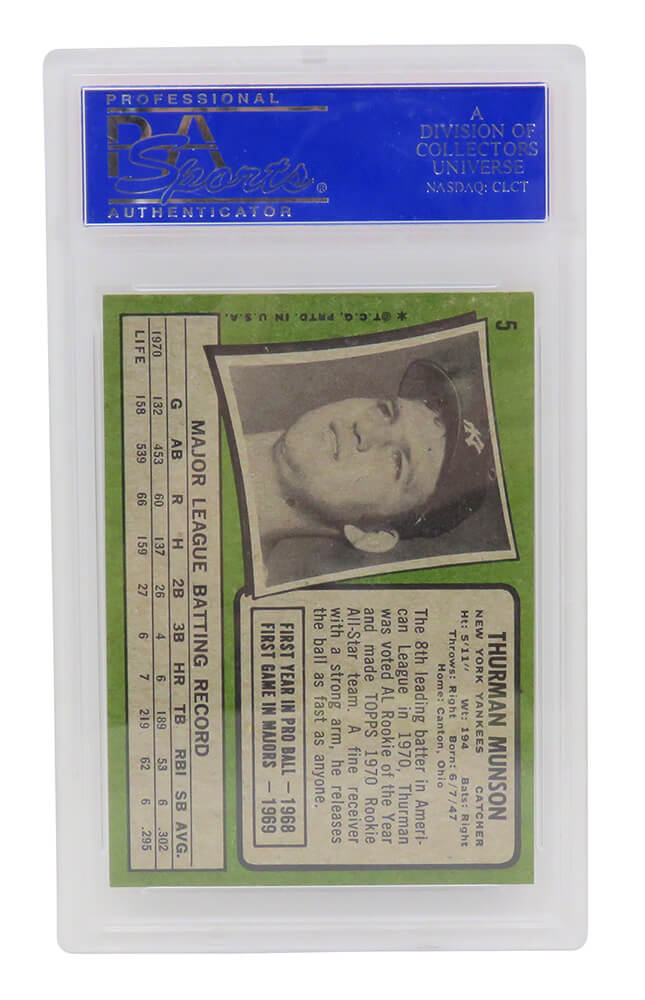 PROFESSIONAL
PSA
Sports®
AUTHENTICATOR
A
DIVISION OF
COLLECTORS
UNIVERSE
NASDAQ: CLCT
5
*©T.C.G. PRTD. IN U.S.A.
THURMAN MUNSON
NEW YORK YANKEES CATCHER
Ht: 5/11" Wt: 194 Bats: Right
Throws: Right Born: 6/7/47
Home: Canton, Ohio
The 8th leading batter in Ameri-
can League in 1970, Thurman
was voted AL Rookie of the Year
and made TOPPS 1970 Rookie
All-Star team. A fine receiver
with a strong arm, he releases
the ball as fast as anyone.
FIRST YEAR IN PRO BALL — 1968
FIRST GAME IN MAJORS — 1969
MAJOR LEAGUE BATTING RECORD
G AB R H 2B 3B HR TB RBI SB AVG.
1970 132 453 60 137 26 4 6 189 53 6 .302
LIFE 158 539 66 159 27 6 7 219 62 6 .295